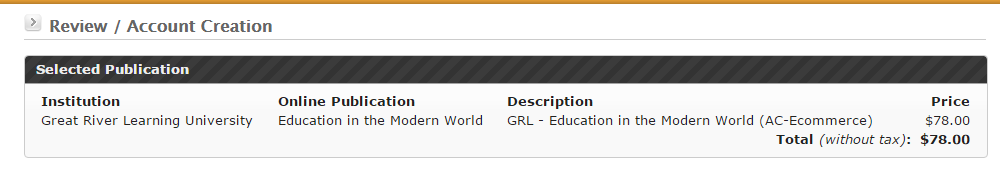 Review / Account Creation
Selected Publication
Institution Online Publication Description Price
Great River Learning University Education in the Modern World GRL - Education in the Modern World (AC-Ecommerce) $78.00
Total (without tax): $78.00